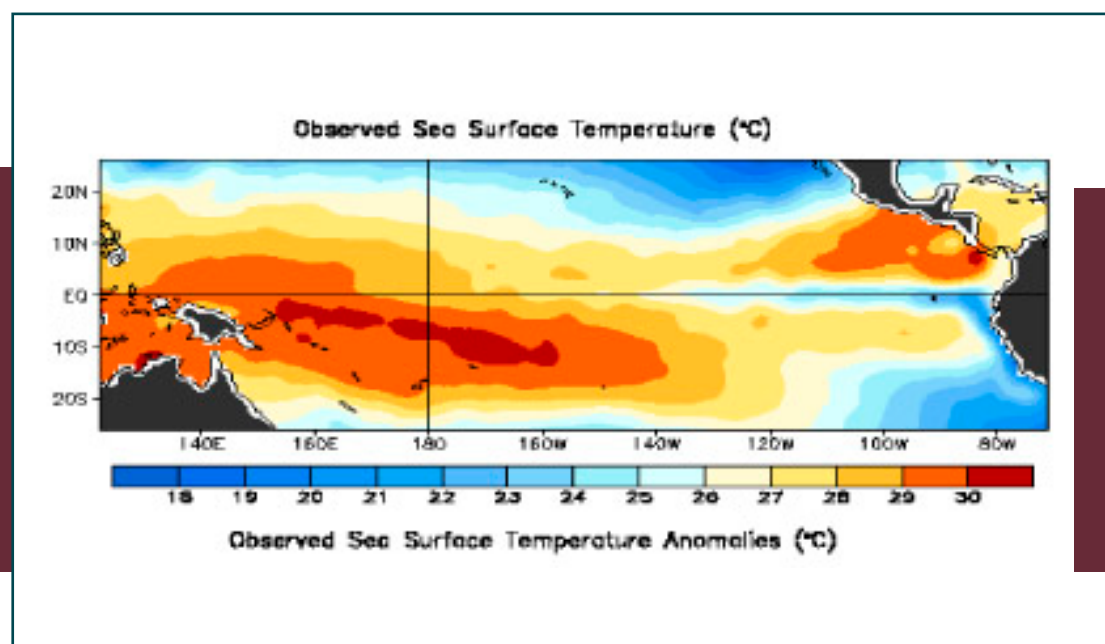 Observed Sea Surface Temperature (°C)
20N
10N
EQ
10S
20S
140E 160E 180 160W 140W 120W 100W 80W
18 19 20 21 22 23 24 25 26 27 28 29 30
Observed Sea Surface Temperature Anomalies (°C)